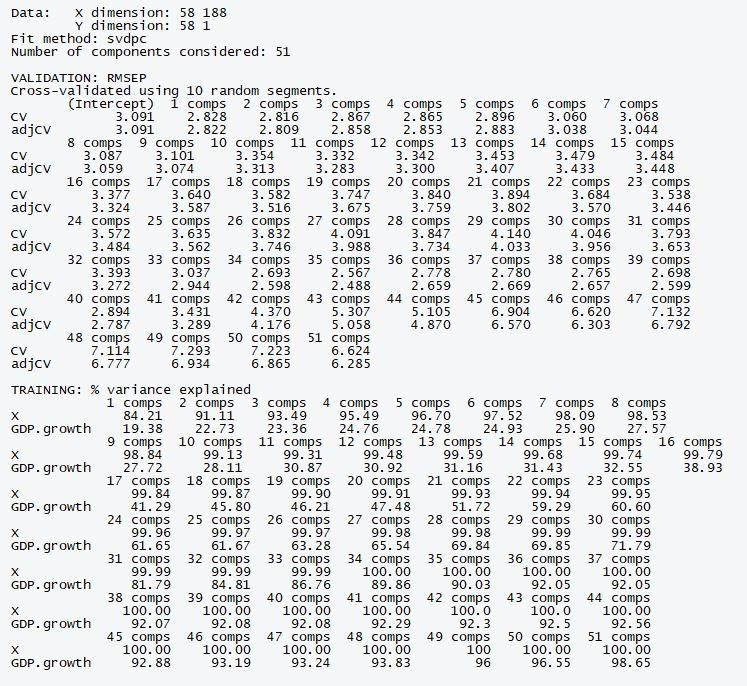 Data: X dimension: 58 188
Y dimension: 58 1
Fit method: svdpc
Number of components considered: 51
VALIDATION: RMSEP
Cross-validated using 10 random segments.
(Intercept) 1 comps 2 comps 3 comps 4 comps 5 comps 6 comps 7 comps
CV 3.091 2.828 2.816 2.867 2.865 2.896 3.060 3.068
adjCV 3.091 2.822 2.809 2.858 2.853 2.883 3.038 3.044
8 comps 9 comps 10 comps 11 comps 12 comps 13 comps 14 comps 15 comps
CV 3.087 3.101 3.354 3.332 3.342 3.453 3.479 3.484
adjCV 3.059 3.074 3.313 3.283 3.300 3.407 3.433 3.448
16 comps 17 comps 18 comps 19 comps 20 comps 21 comps 22 comps 23 comps
CV 3.377 3.640 3.582 3.747 3.840 3.894 3.684 3.538
adjCV 3.324 3.587 3.516 3.675 3.759 3.802 3.570 3.446
24 comps 25 comps 26 comps 27 comps 28 comps 29 comps 30 comps 31 comps
CV 3.572 3.635 3.832 4.091 3.847 4.140 4.046 3.793
adjCV 3.484 3.562 3.746 3.988 3.734 4.033 3.956 3.653
32 comps 33 comps 34 comps 35 comps 36 comps 37 comps 38 comps 39 comps
CV 3.393 3.037 2.693 2.567 2.778 2.780 2.765 2.698
adjCV 3.272 2.944 2.598 2.488 2.659 2.669 2.657 2.599
40 comps 41 comps 42 comps 43 comps 44 comps 45 comps 46 comps 47 comps
CV 2.894 3.431 4.370 5.307 5.105 6.904 6.620 7.132
adjCV 2.787 3.289 4.176 5.058 4.870 6.570 6.303 6.792
48 comps 49 comps 50 comps 51 comps
CV 7.114 7.293 7.223 6.624
adjCV 6.777 6.934 6.865 6.285
TRAINING: % variance explained
1 comps 2 comps 3 comps 4 comps 5 comps 6 comps 7 comps 8 comps
X 84.21 91.11 93.49 95.49 96.70 97.52 98.09 98.53
GDP.growth 19.38 22.73 23.36 24.76 24.78 24.93 25.90 27.57
9 comps 10 comps 11 comps 12 comps 13 comps 14 comps 15 comps 16 comps
X 98.84 99.13 99.31 99.48 99.59 99.68 99.74 99.79
GDP.growth 27.72 28.11 30.87 30.92 31.16 31.43 32.55 38.93
17 comps 18 comps 19 comps 20 comps 21 comps 22 comps 23 comps
X 99.84 99.87 99.90 99.91 99.93 99.94 99.95
GDP.growth 41.29 45.80 46.21 47.48 51.72 59.29 60.60
24 comps 25 comps 26 comps 27 comps 28 comps 29 comps 30 comps
X 99.96 99.97 99.97 99.98 99.98 99.99 99.99
GDP.growth 61.65 61.67 63.28 65.54 69.84 69.85 71.79
31 comps 32 comps 33 comps 34 comps 35 comps 36 comps 37 comps
X 99.99 99.99 99.99 100.00 100.00 100.00 100.00
GDP.growth 81.79 84.81 86.76 89.86 90.03 92.05 92.05
38 comps 39 comps 40 comps 41 comps 42 comps 43 comps 44 comps
X 100.00 100.00 100.00 100.00 100.0 100.0 100.00
GDP.growth 92.07 92.08 92.08 92.29 92.3 92.5 92.56
45 comps 46 comps 47 comps 48 comps 49 comps 50 comps 51 comps
X 100.00 100.00 100.00 100.00 100 100.00 100.00
GDP.growth 92.88 93.19 93.24 93.83 96 96.55 98.65